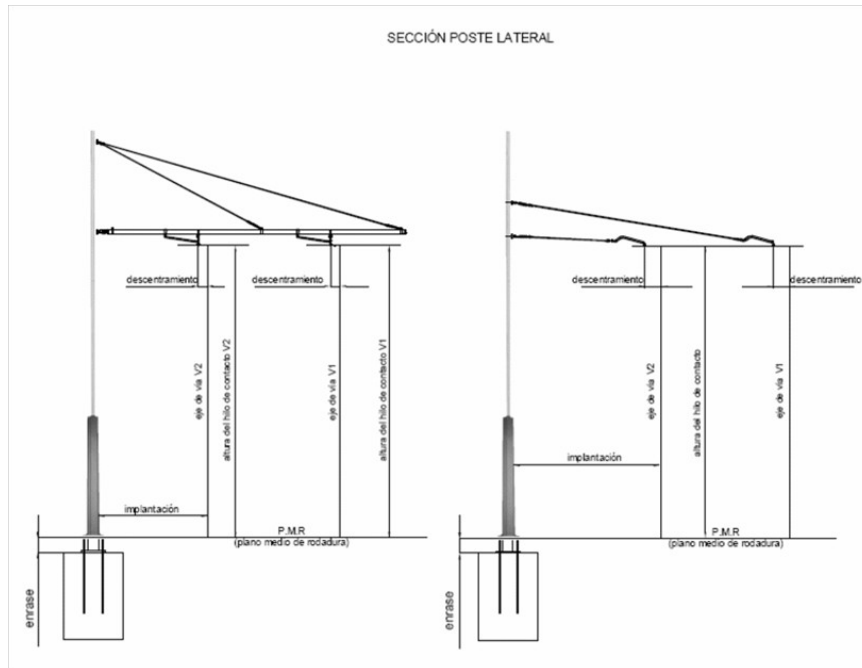 SECCIÓN POSTE LATERAL
descentramiento
descentramiento
eje de vía V2
altura del hilo de contacto V2
eje de vía V1
altura del hilo de contacto V1
implantación
P.M.R
(plano medio de rodadura)
enrase
descentramiento
descentramiento
eje de vía V2
altura del hilo de contacto
eje de vía V1
implantación
P.M.R
(plano medio de rodadura)
enrase